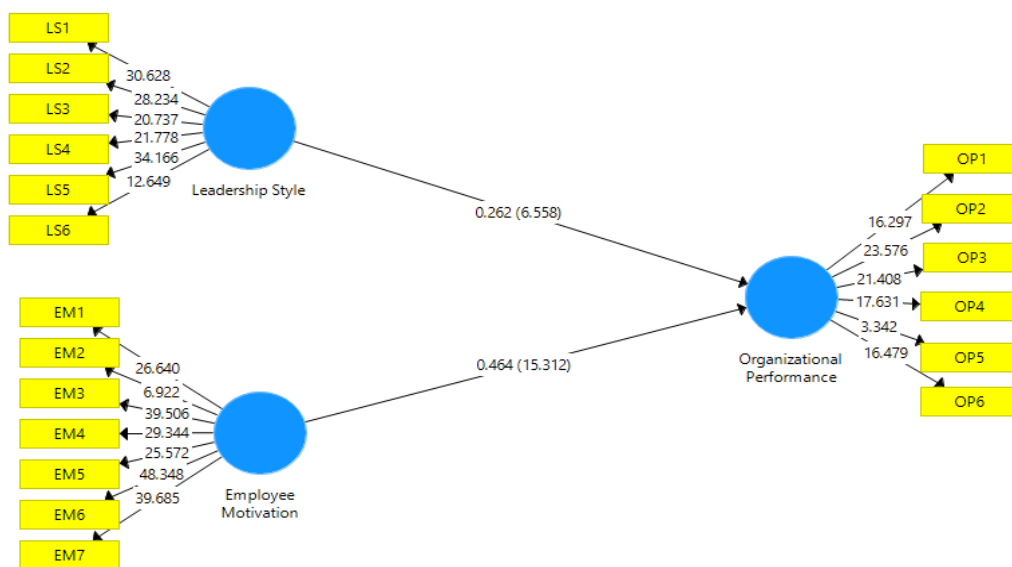 LS1
LS2
LS3
LS4
LS5
LS6
30.628
28.234
20.737
21.778
34.166
12.649
Leadership Style
0.262 (6.558)
EM1
EM2
EM3
EM4
EM5
EM6
EM7
26.640
6.922
39.506
29.344
25.572
48.348
39.685
Employee
Motivation
0.464 (15.312)
Organizational
Performance
16.297
23.576
21.408
17.631
3.342
16.479
OP1
OP2
OP3
OP4
OP5
OP6